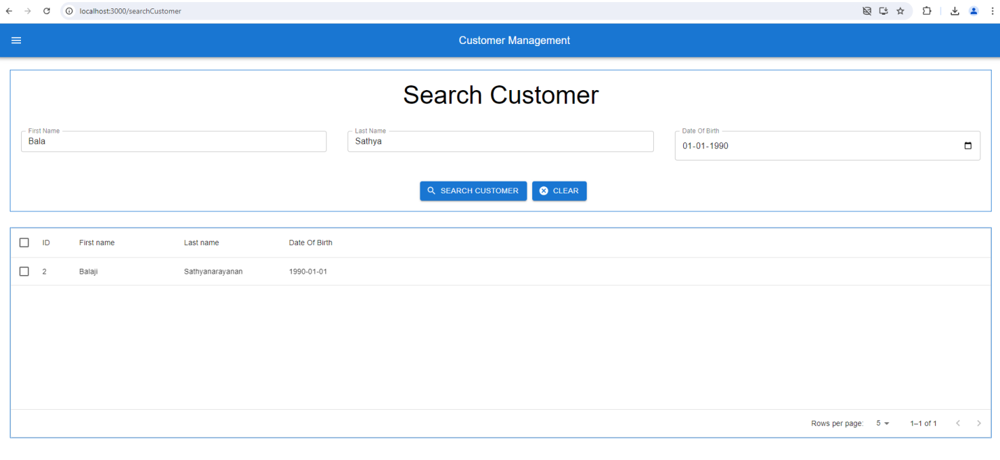 localhost:3000/searchCustomer
Customer Management
Search Customer
First Name Last Name Date Of Birth
Bala Sathya 01-01-1990
SEARCH CUSTOMER CLEAR
ID First name Last name Date Of Birth
2 Balaji Sathyanarayanan 1990-01-01
Rows per page: 5 1–1 of 1